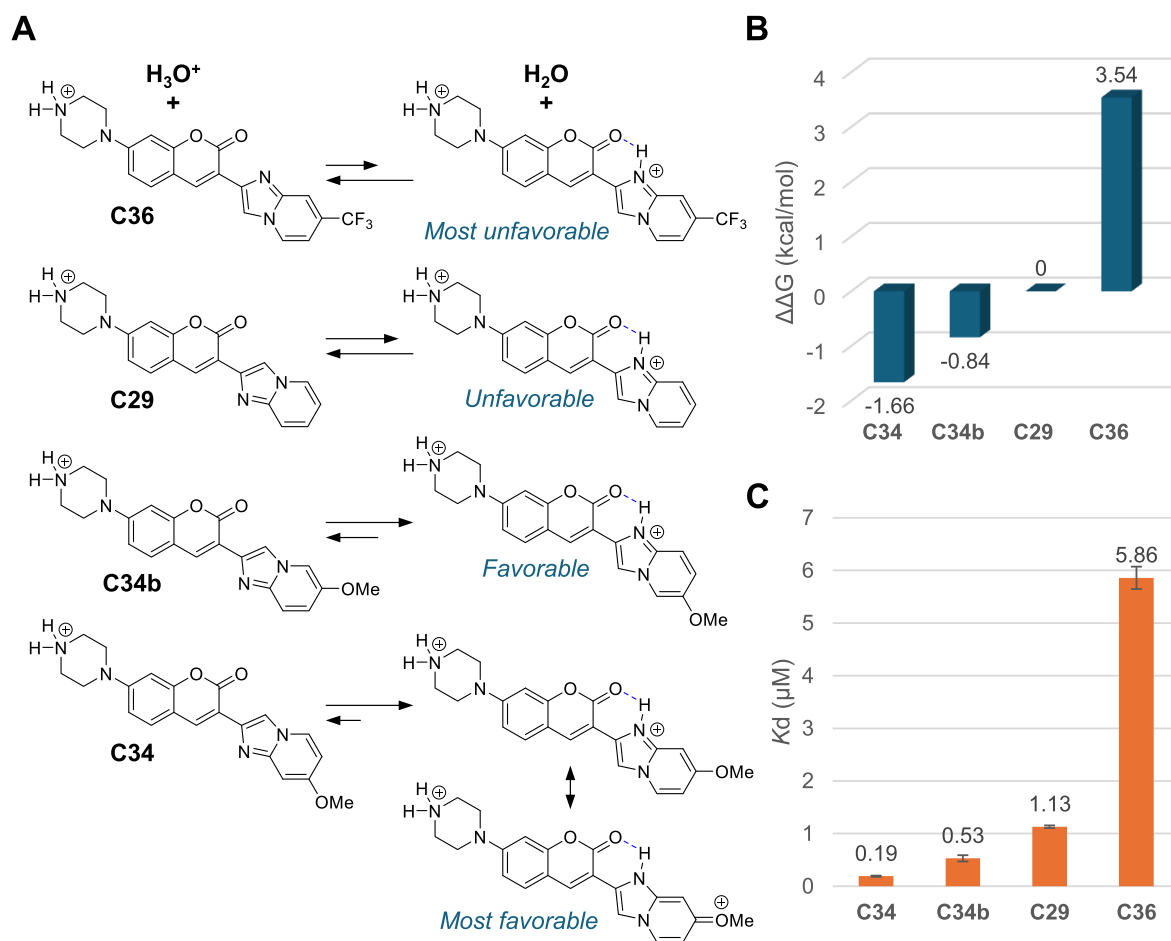 A
H₃O⁺
+
H₂O
+
H
H
N
⊕
N
O
O
N
N
CF₃
C36
H
H
N
⊕
N
O
O
H
N
⊕
N
CF₃
Most unfavorable
H
H
N
⊕
N
O
O
N
N
C29
H
H
N
⊕
N
O
O
H
N
⊕
N
Unfavorable
H
H
N
⊕
N
O
O
N
N
OMe
C34b
H
H
N
⊕
N
O
O
H
N
⊕
N
OMe
Favorable
H
H
N
⊕
N
O
O
N
N
OMe
C34
H
H
N
⊕
N
O
O
H
N
⊕
N
OMe
H
H
N
⊕
N
O
O
H
N
N
⊕
OMe
Most favorable
B
ΔΔG (kcal/mol)
4
3
2
1
0
-1
-2
-1.66
-0.84
0
3.54
C34
C34b
C29
C36
C
Kd (μM)
7
6
5
4
3
2
1
0
0.19
0.53
1.13
5.86
C34
C34b
C29
C36